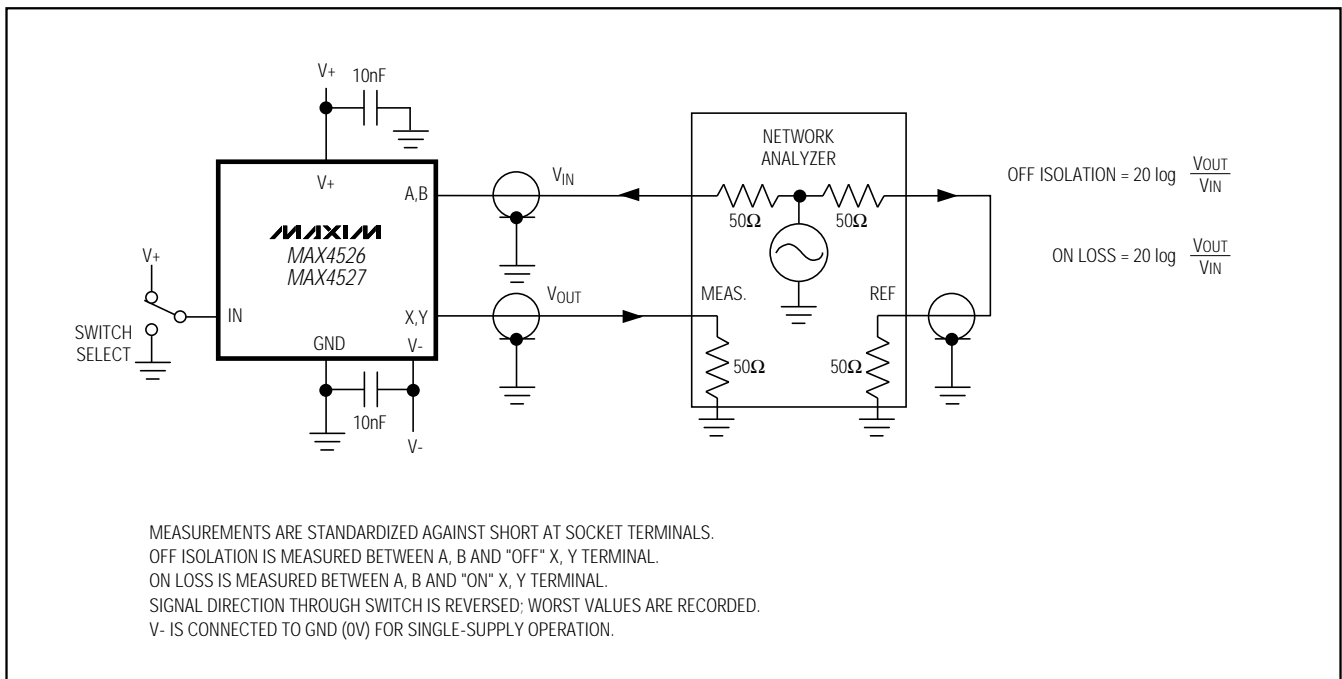 V+
10nF
NETWORK
ANALYZER
V+
A,B
VIN
OFF ISOLATION = 20 log VOUT
VIN
50Ω
50Ω
MAXIM
MAX4526
MAX4527
V+
ON LOSS = 20 log VOUT
VIN
IN
X,Y
VOUT
MEAS.
REF
SWITCH
SELECT
GND
V-
50Ω
50Ω
10nF
V-
MEASUREMENTS ARE STANDARDIZED AGAINST SHORT AT SOCKET TERMINALS.
OFF ISOLATION IS MEASURED BETWEEN A, B AND "OFF" X, Y TERMINAL.
ON LOSS IS MEASURED BETWEEN A, B AND "ON" X, Y TERMINAL.
SIGNAL DIRECTION THROUGH SWITCH IS REVERSED; WORST VALUES ARE RECORDED.
V- IS CONNECTED TO GND (0V) FOR SINGLE-SUPPLY OPERATION.